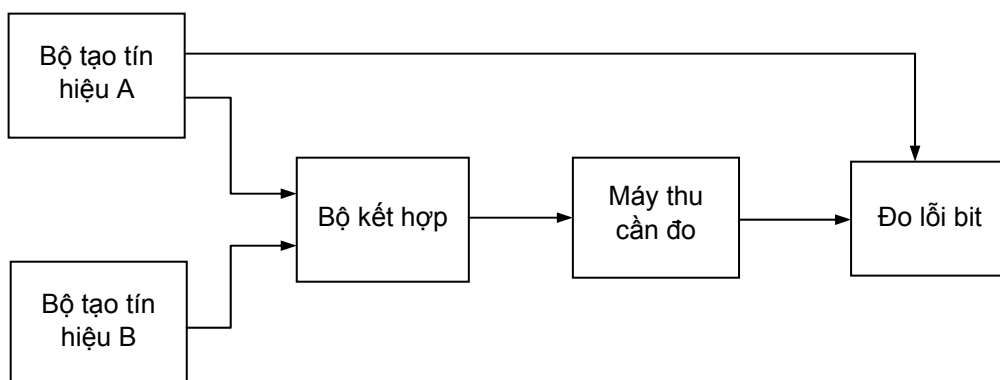 Bộ tạo tín
hiệu A
Bộ kết hợp
Máy thu
cần đo
Đo lỗi bit
Bộ tạo tín
hiệu B